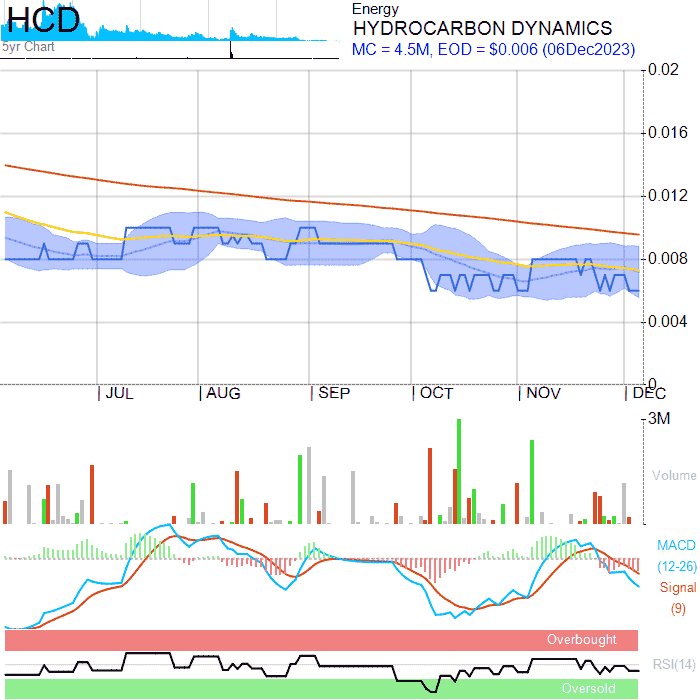 HCD
5yr Chart
Energy
HYDROCARBON DYNAMICS
MC = 4.5M, EOD = $0.006 (06Dec2023)
0.02
0.016
0.012
0.008
0.004
0
JUL
AUG
SEP
OCT
NOV
DEC
3M
Volume
MACD
(12-26)
Signal
(9)
Overbought
RSI(14)
Oversold